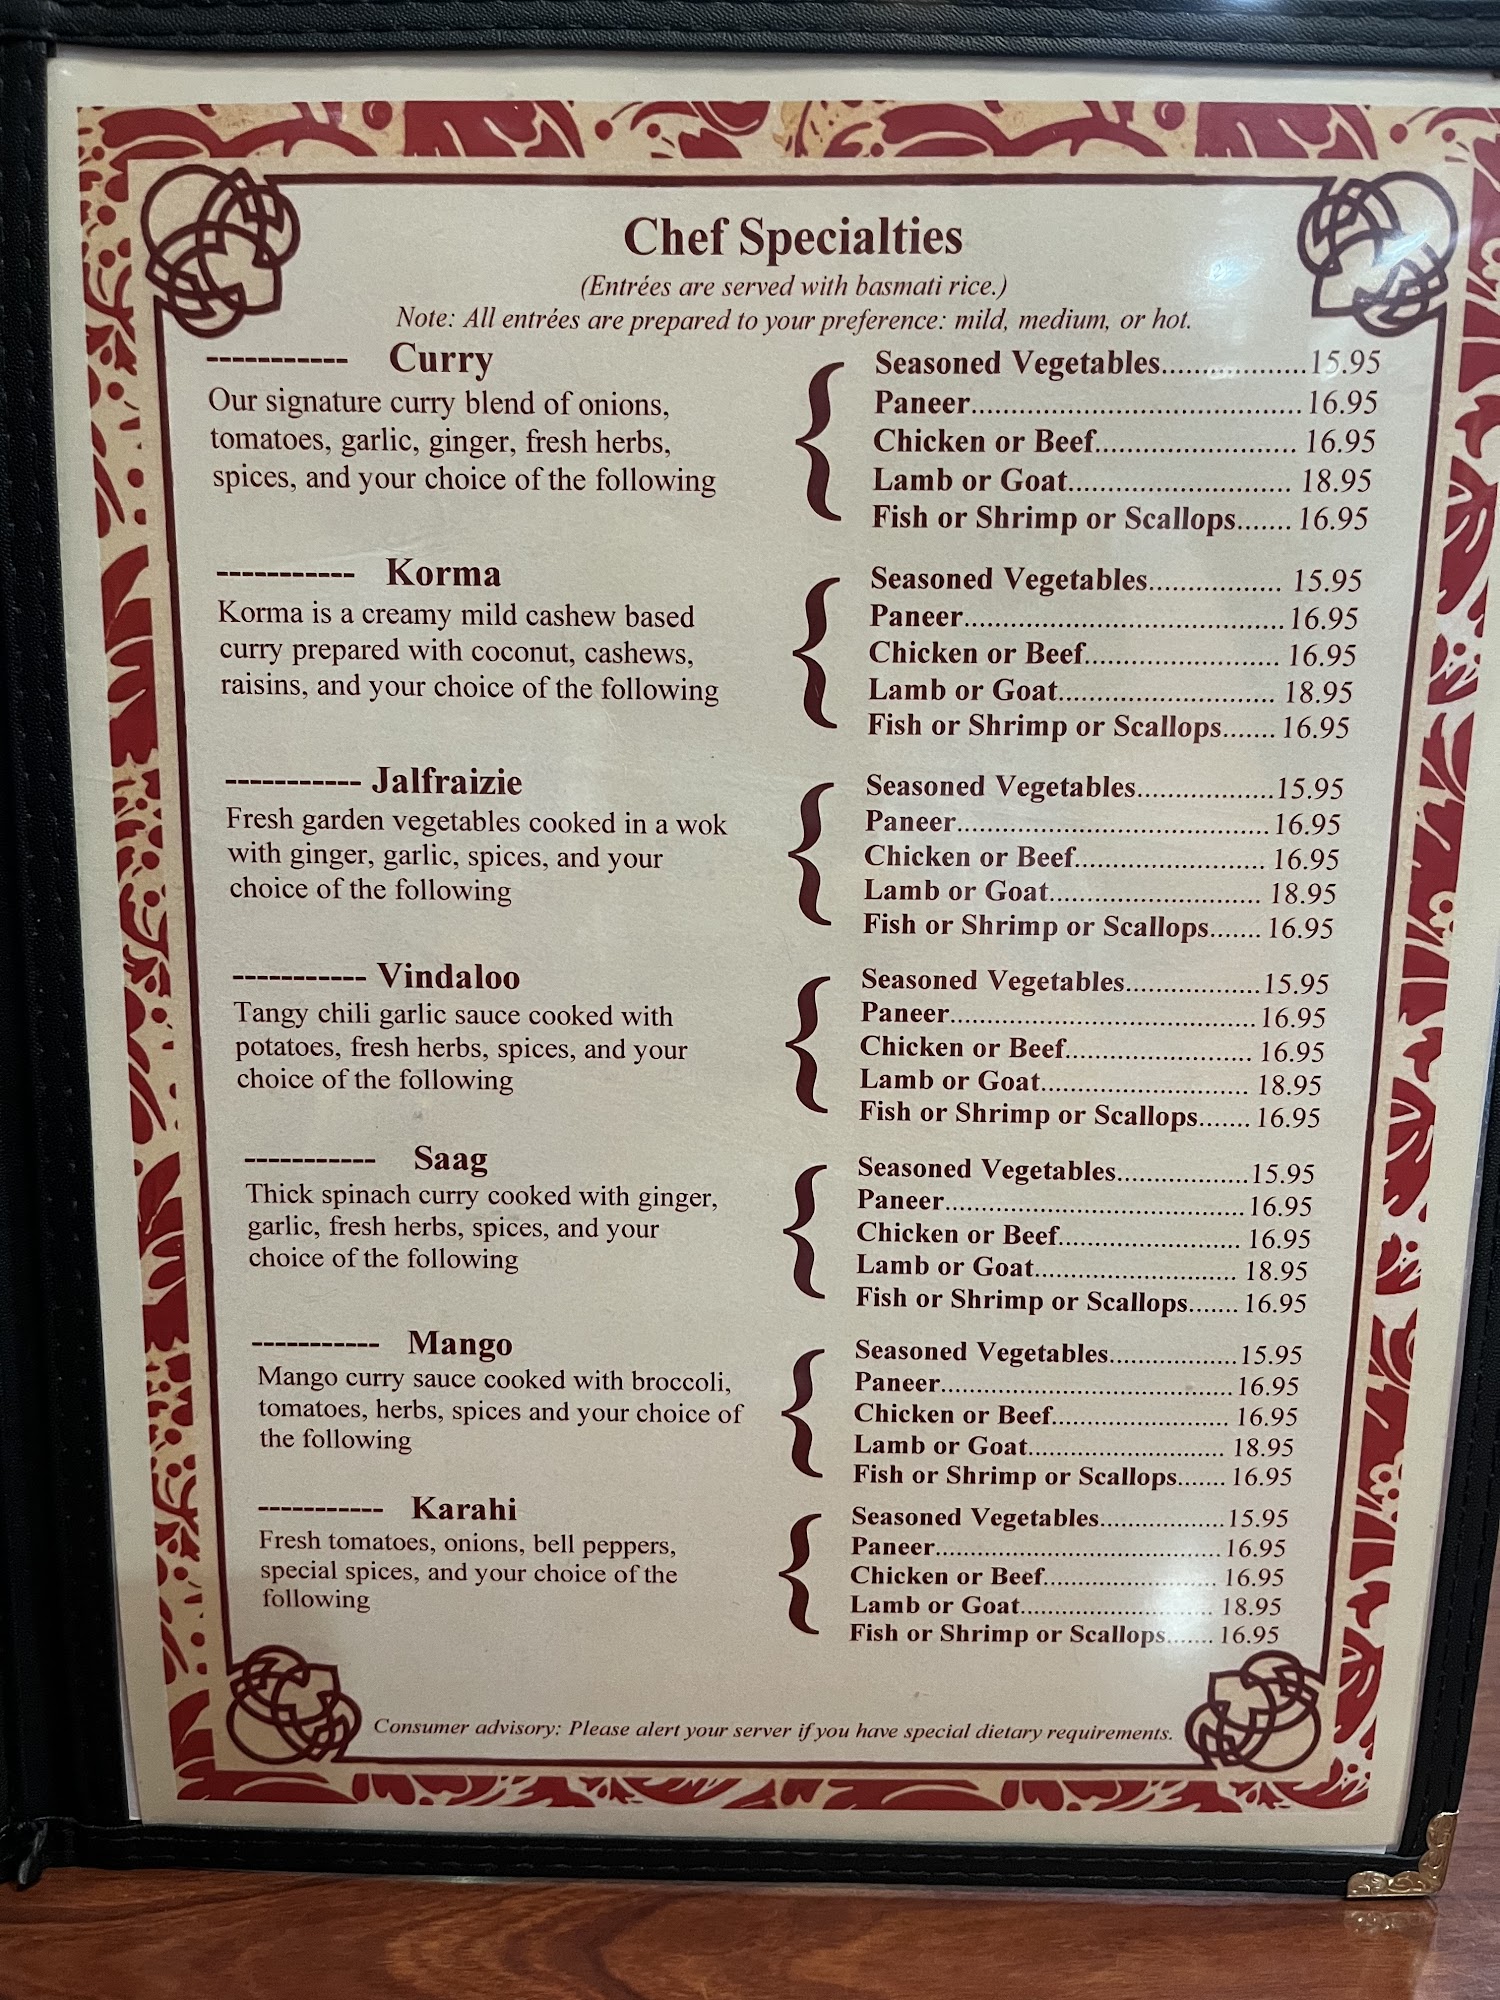 Chef Specialties
(Entrées are served with basmati rice.)
Note: All entrées are prepared to your preference: mild, medium, or hot.
----------- Curry
Our signature curry blend of onions,
tomatoes, garlic, ginger, fresh herbs,
spices, and your choice of the following
Seasoned Vegetables..................15.95
Paneer.........................................16.95
Chicken or Beef......................... 16.95
Lamb or Goat............................ 18.95
Fish or Shrimp or Scallops....... 16.95
----------- Korma
Korma is a creamy mild cashew based
curry prepared with coconut, cashews,
raisins, and your choice of the following
Seasoned Vegetables................. 15.95
Paneer.........................................16.95
Chicken or Beef......................... 16.95
Lamb or Goat............................ 18.95
Fish or Shrimp or Scallops....... 16.95
----------- Jalfraizie
Fresh garden vegetables cooked in a wok
with ginger, garlic, spices, and your
choice of the following
Seasoned Vegetables..................15.95
Paneer.........................................16.95
Chicken or Beef......................... 16.95
Lamb or Goat............................ 18.95
Fish or Shrimp or Scallops....... 16.95
----------- Vindaloo
Tangy chili garlic sauce cooked with
potatoes, fresh herbs, spices, and your
choice of the following
Seasoned Vegetables..................15.95
Paneer.........................................16.95
Chicken or Beef......................... 16.95
Lamb or Goat............................ 18.95
Fish or Shrimp or Scallops....... 16.95
----------- Saag
Thick spinach curry cooked with ginger,
garlic, fresh herbs, spices, and your
choice of the following
Seasoned Vegetables..................15.95
Paneer.........................................16.95
Chicken or Beef......................... 16.95
Lamb or Goat............................ 18.95
Fish or Shrimp or Scallops....... 16.95
----------- Mango
Mango curry sauce cooked with broccoli,
tomatoes, herbs, spices and your choice of
the following
Seasoned Vegetables..................15.95
Paneer.........................................16.95
Chicken or Beef......................... 16.95
Lamb or Goat............................ 18.95
Fish or Shrimp or Scallops....... 16.95
----------- Karahi
Fresh tomatoes, onions, bell peppers,
special spices, and your choice of the
following
Seasoned Vegetables..................15.95
Paneer.........................................16.95
Chicken or Beef......................... 16.95
Lamb or Goat............................ 18.95
Fish or Shrimp or Scallops....... 16.95
Consumer advisory: Please alert your server if you have special dietary requirements.